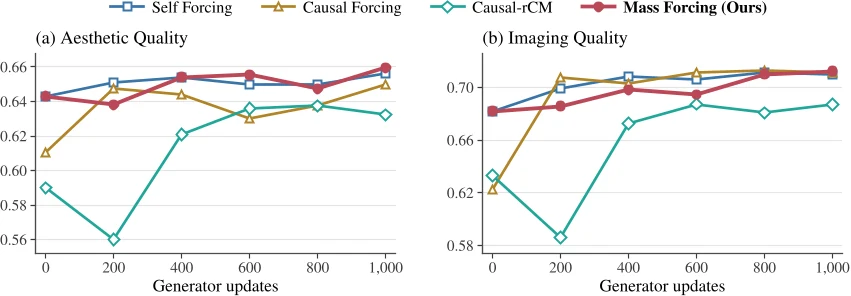 Self Forcing Causal Forcing Causal-rCM Mass Forcing (Ours)
(a) Aesthetic Quality
0.66
0.64
0.62
0.60
0.58
0.56
0 200 400 600 800 1,000
Generator updates
(b) Imaging Quality
0.70
0.66
0.62
0.58
0 200 400 600 800 1,000
Generator updates